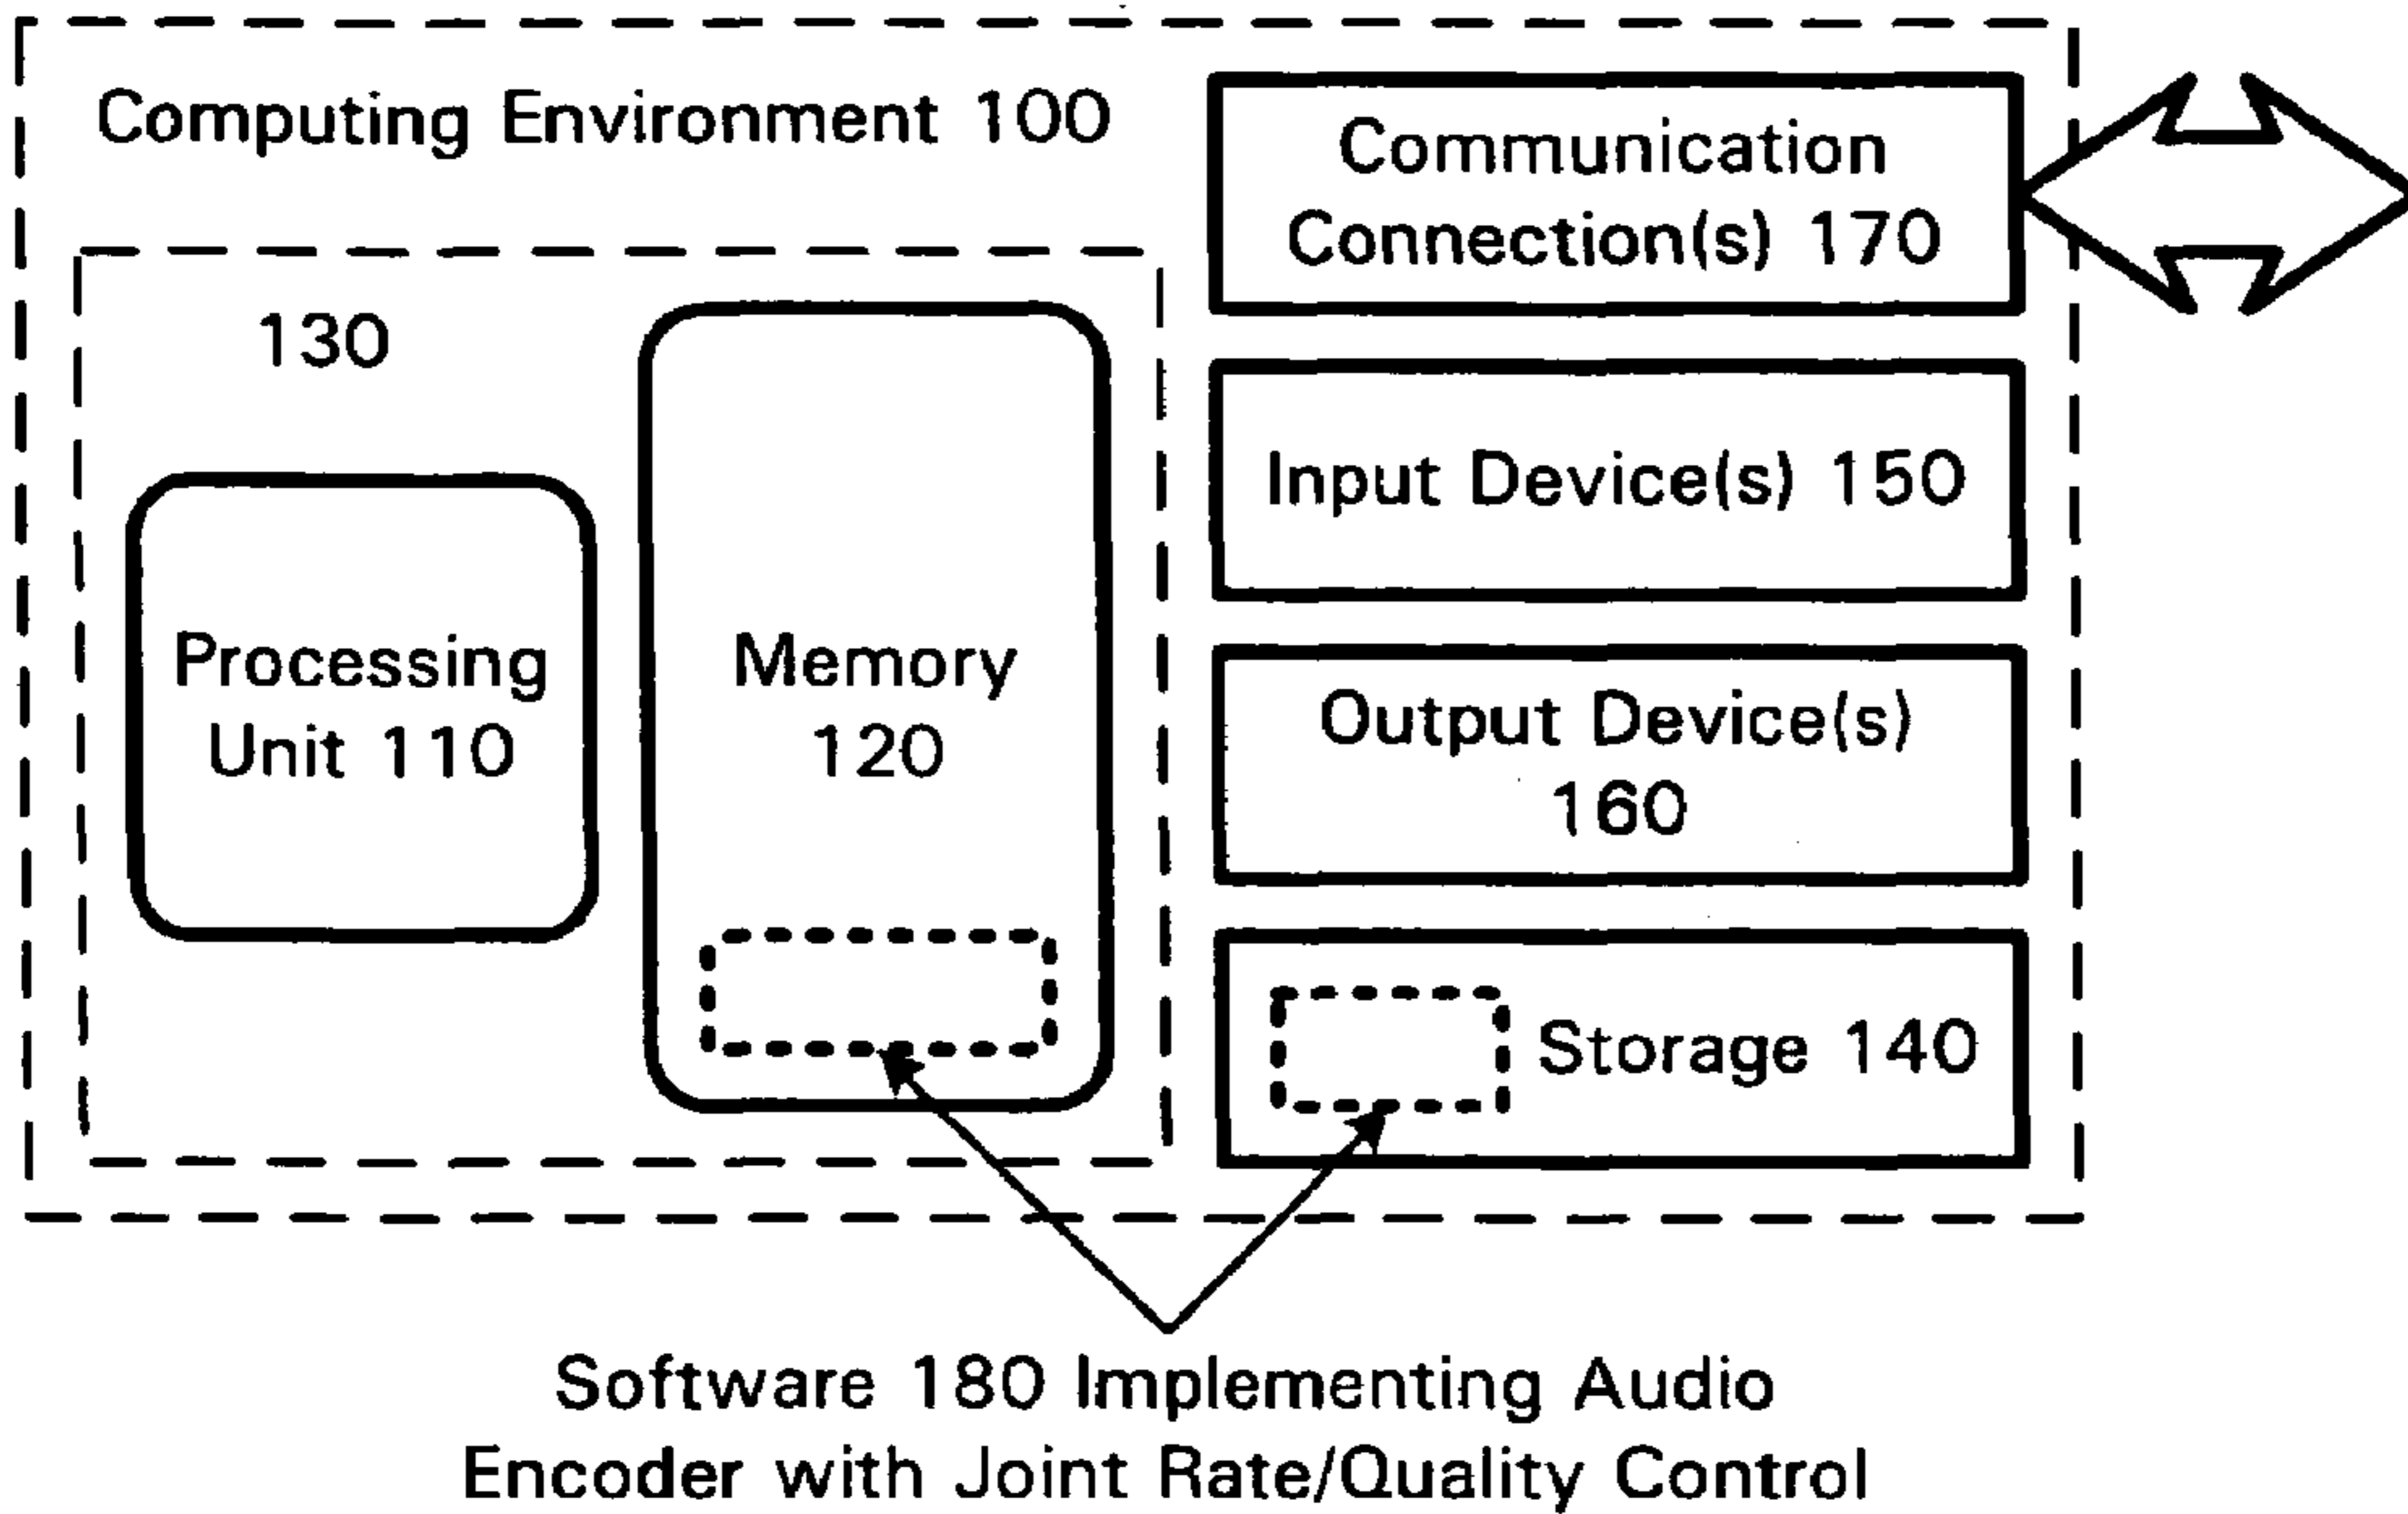 Computing Environment 100
130
Processing
Unit 110
Memory
120
Communication
Connection(s) 170
Input Device(s) 150
Output Device(s)
160
Storage 140
Software 180 Implementing Audio
Encoder with Joint Rate/Quality Control